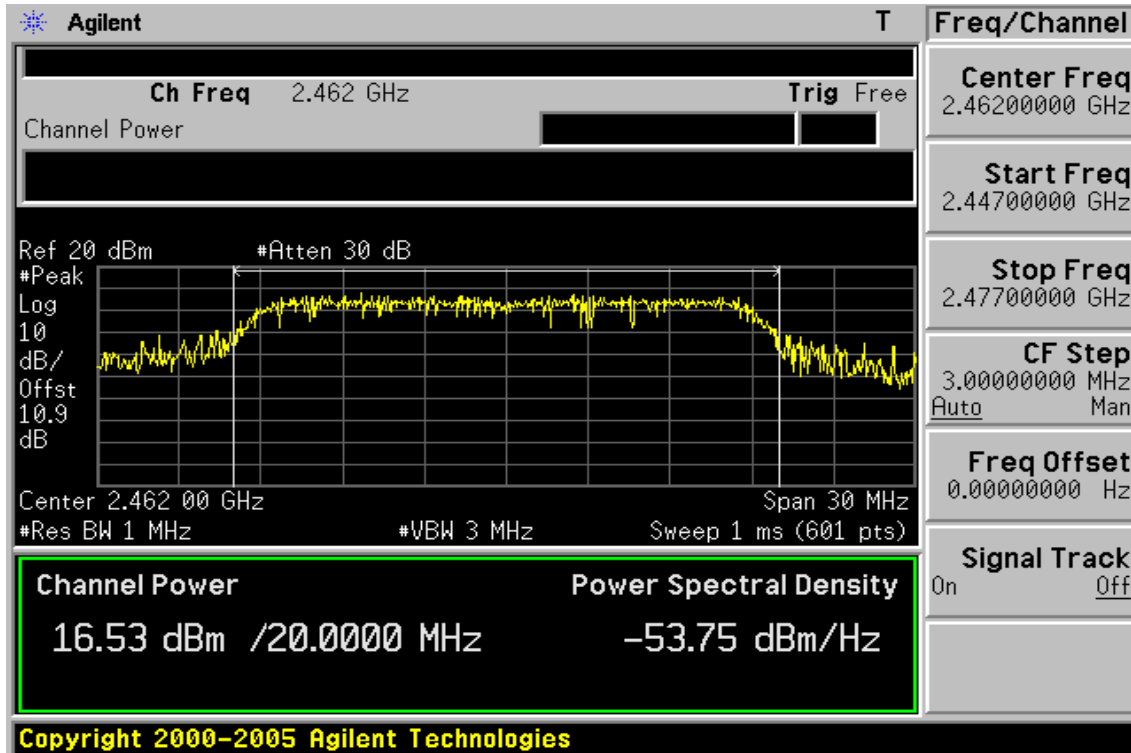 Agilent T Freq/Channel
Ch Freq 2.462 GHz Trig Free
Channel Power
Center Freq
2.46200000 GHz
Start Freq
2.44700000 GHz
Ref 20 dBm #Atten 30 dB
#Peak
Log
10
dB/
Offst
10.9
dB
Stop Freq
2.47700000 GHz
CF Step
3.00000000 MHz
Auto Man
Center 2.462 00 GHz Span 30 MHz
#Res BW 1 MHz #VBW 3 MHz Sweep 1 ms (601 pts)
Freq Offset
0.00000000 Hz
Channel Power Power Spectral Density
16.53 dBm /20.0000 MHz -53.75 dBm/Hz
Signal Track
On Off
Copyright 2000-2005 Agilent Technologies